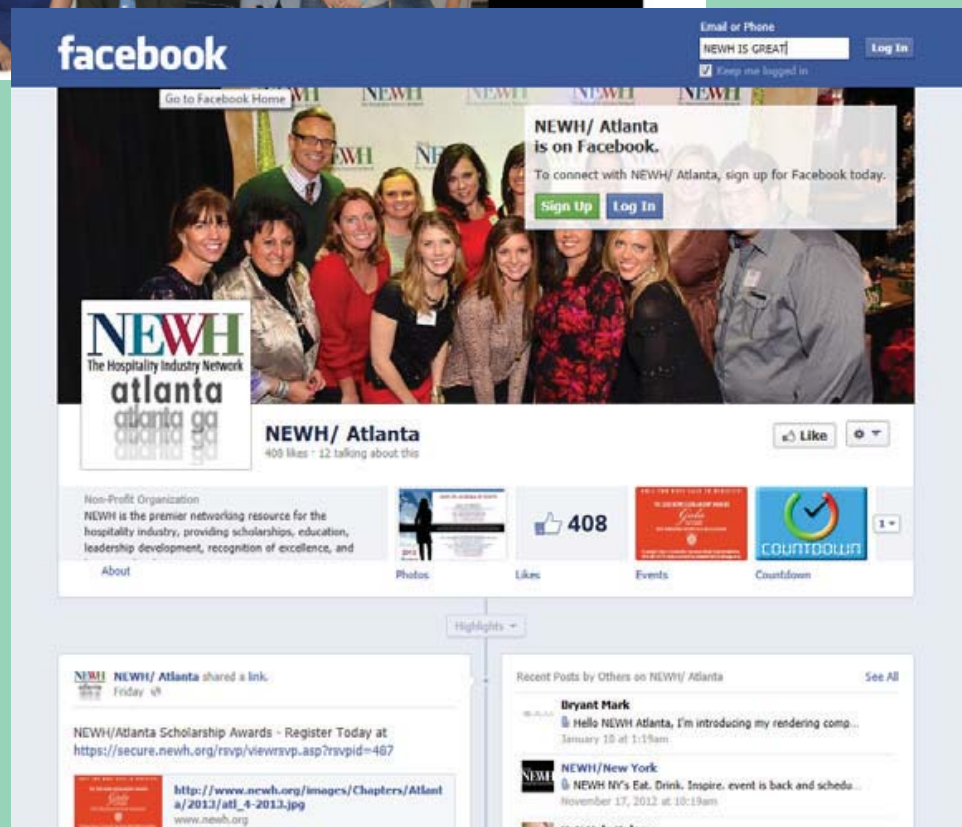 facebook
Email or Phone
NEWH IS GREAT
Log In
Keep me logged in
Go to Facebook Home
NEWH
NEWH
NEWH
NEWH
NEWH/ Atlanta
is on Facebook.
To connect with NEWH/ Atlanta, sign up for Facebook today.
Sign Up
Log In
NEWH
The Hospitality Industry Network
atlanta
atlanta ga
NEWH/ Atlanta
408 likes · 12 talking about this
Like
Non-Profit Organization
NEWH is the premier networking resource for the
hospitality industry, providing scholarships, education,
leadership development, recognition of excellence, and
About
2013
Photos
408
Likes
Gala
Events
COUNTDOWN
Countdown
1
Highlights
NEWH
atlanta
NEWH/ Atlanta shared a link.
Friday
NEWH/Atlanta Scholarship Awards - Register Today at
https://secure.newh.org/rsvp/viewrsvp.asp?rsvpid=487
Gala
http://www.newh.org/images/Chapters/Atlant
a/2013/atl_4-2013.jpg
www.newh.org
Recent Posts by Others on NEWH/ Atlanta
See All
Bryant Mark
Hello NEWH Atlanta, I'm introducing my rendering comp...
January 10 at 1:19am
NEWH
NEWH/New York
NEWH NY's Eat. Drink. Inspire. event is back and schedu...
November 17, 2012 at 10:19am